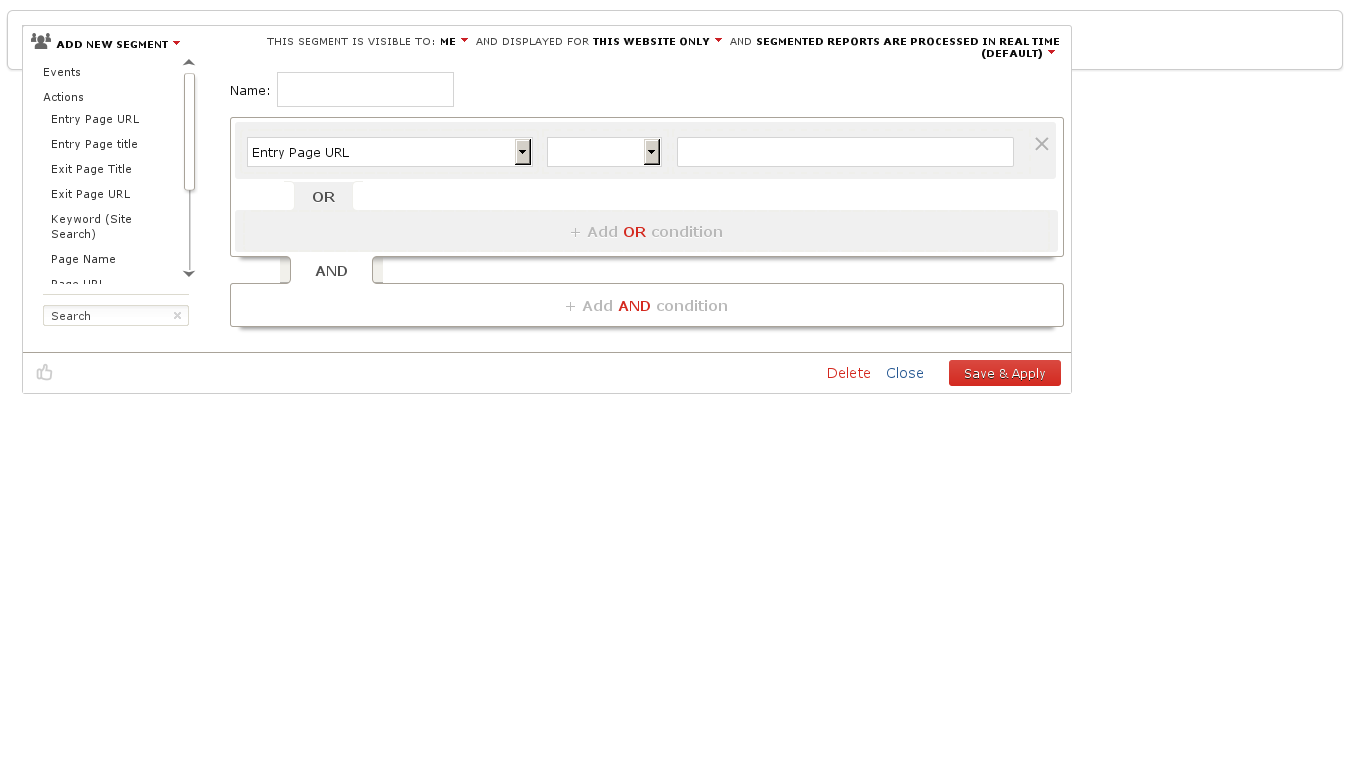 ADD NEW SEGMENT
THIS SEGMENT IS VISIBLE TO: ME AND DISPLAYED FOR THIS WEBSITE ONLY AND SEGMENTED REPORTS ARE PROCESSED IN REAL TIME
(DEFAULT)
Events
Actions
Entry Page URL
Entry Page title
Exit Page Title
Exit Page URL
Keyword (Site
Search)
Page Name
Page URL
Search
Name:
Entry Page URL
OR
+ Add OR condition
AND
+ Add AND condition
Delete
Close
Save & Apply